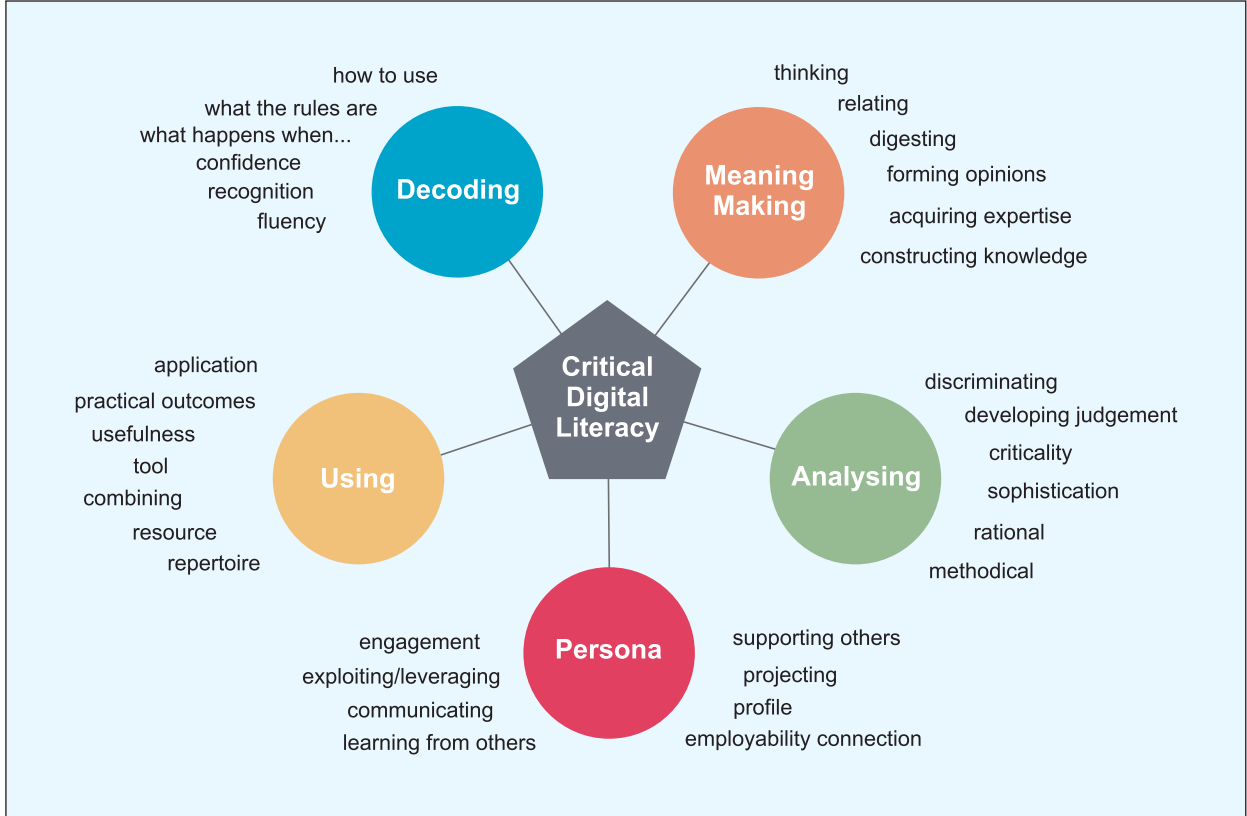 how to use
what the rules are
what happens when...
confidence
recognition
fluency
Decoding
thinking
relating
digesting
forming opinions
acquiring expertise
constructing knowledge
Meaning
Making
Critical
Digital
Literacy
application
practical outcomes
usefulness
tool
combining
resource
repertoire
Using
discriminating
developing judgement
criticality
sophistication
rational
methodical
Analysing
engagement
exploiting/leveraging
communicating
learning from others
Persona
supporting others
projecting
profile
employability connection